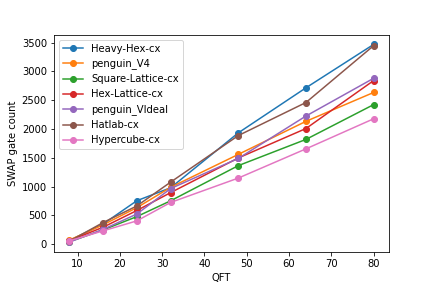 3500
3000
2500
2000
1500
1000
500
0
SWAP gate count
Heavy-Hex-cx
penguin_V4
Square-Lattice-cx
Hex-Lattice-cx
penguin_VIdeal
Hatlab-cx
Hypercube-cx
10 20 30 40 50 60 70 80
QFT